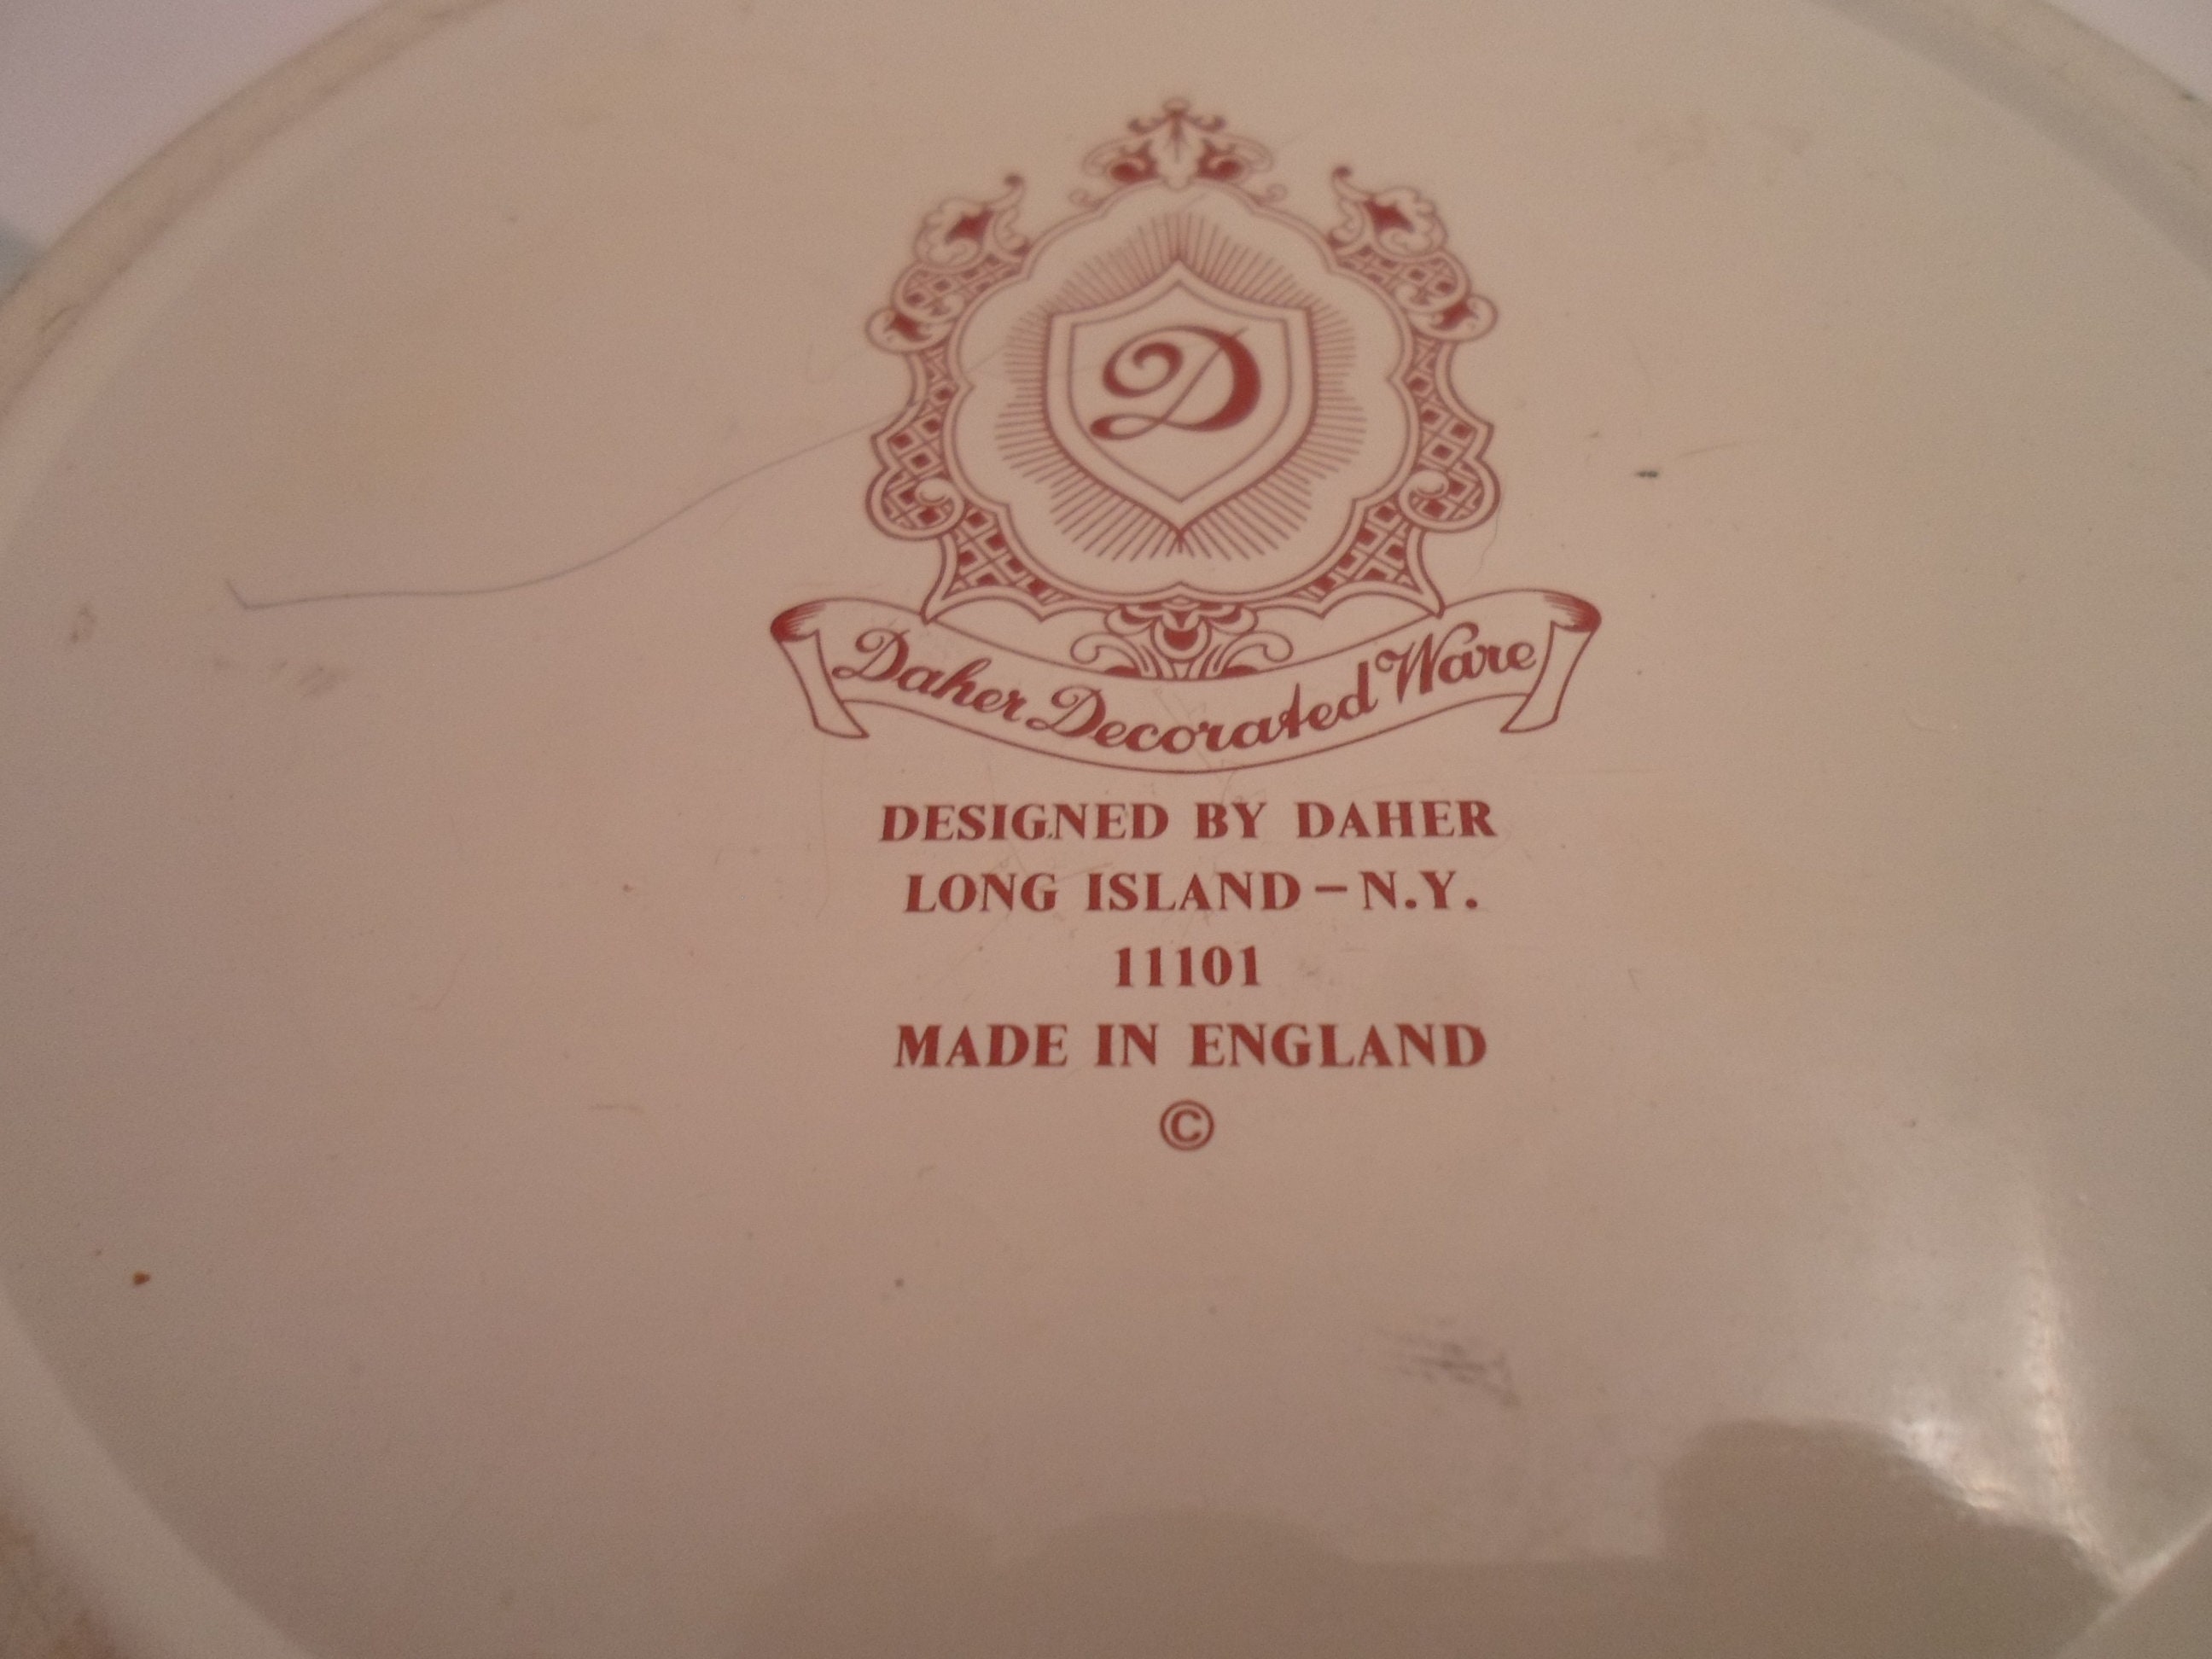 D
Daher Decorated Ware
DESIGNED BY DAHER
LONG ISLAND – N.Y.
11101
MADE IN ENGLAND
©